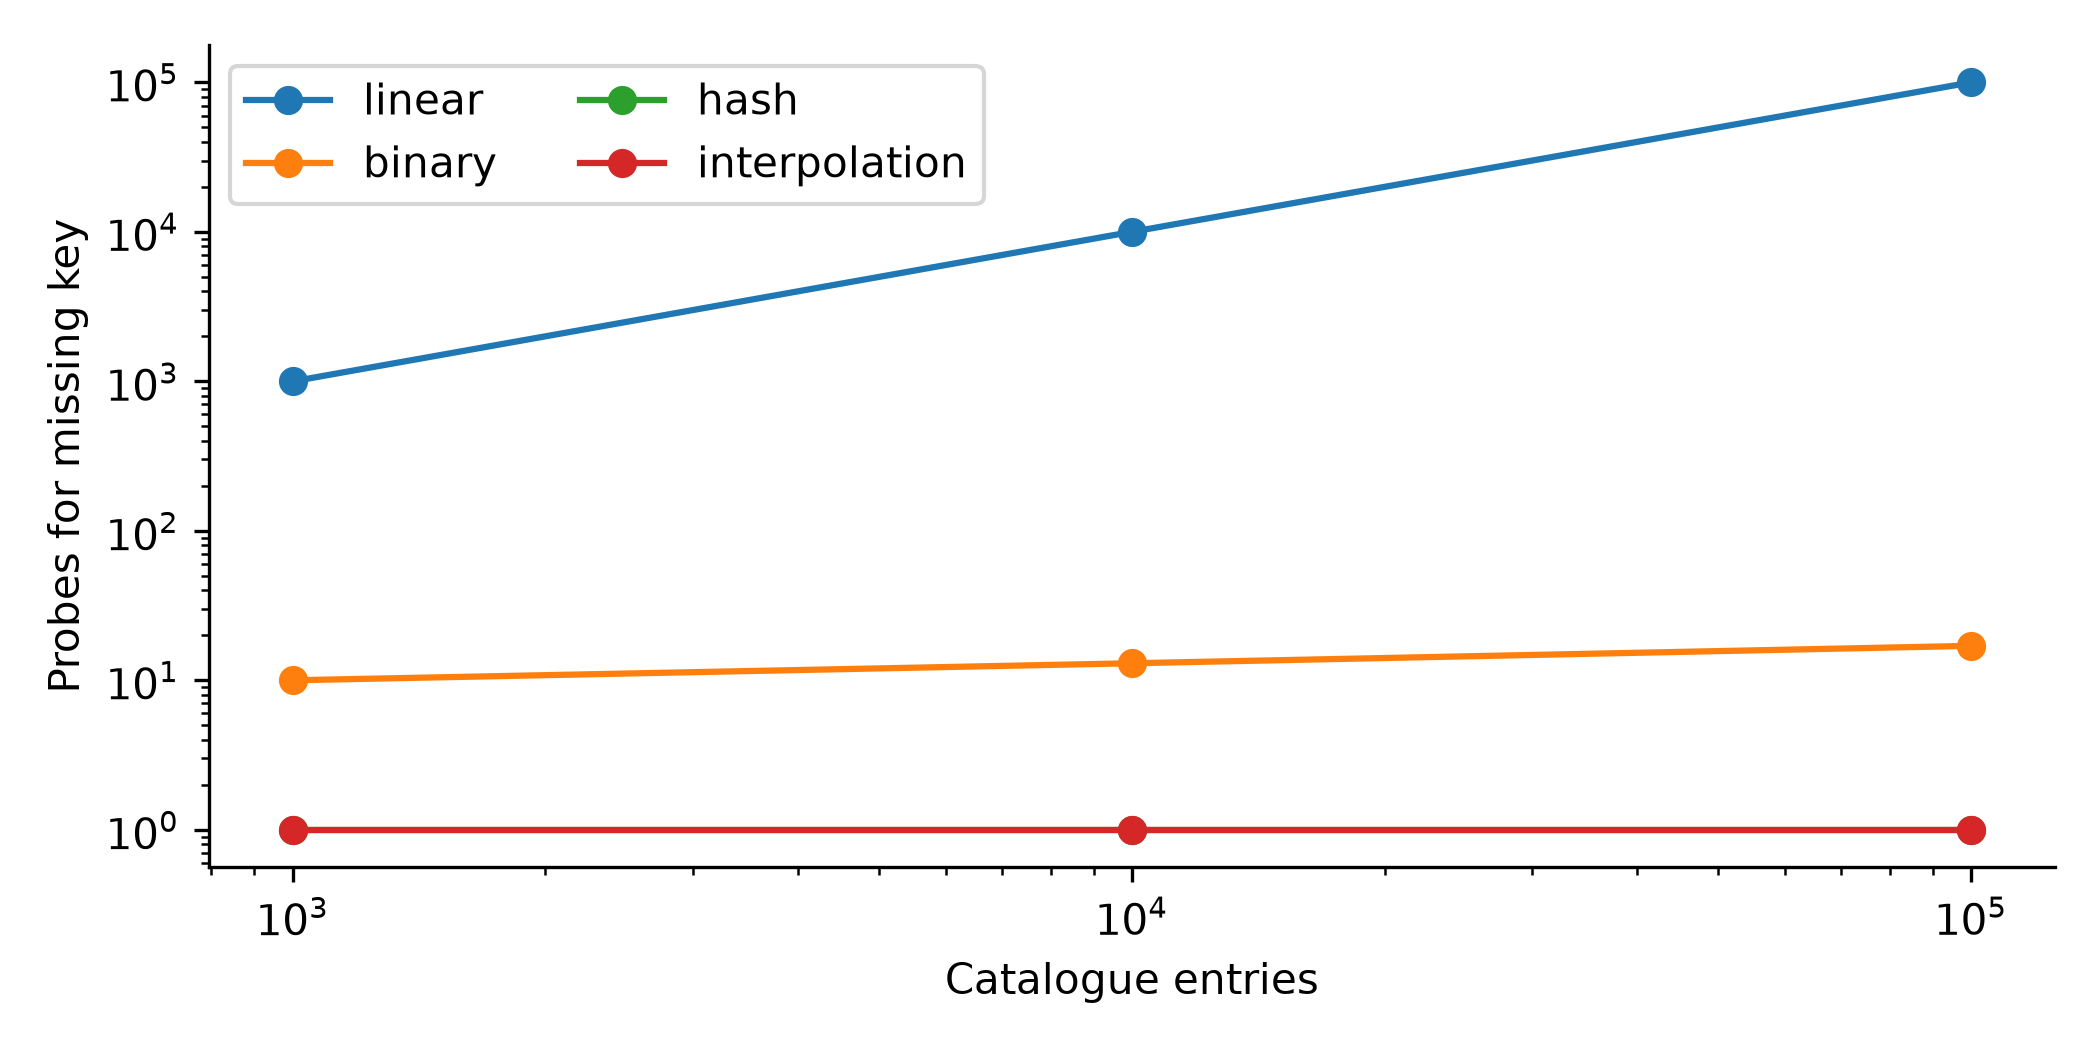 linear
binary
hash
interpolation
Probes for missing key
10⁵
10⁴
10³
10²
10¹
10⁰
10³ 10⁴ 10⁵
Catalogue entries